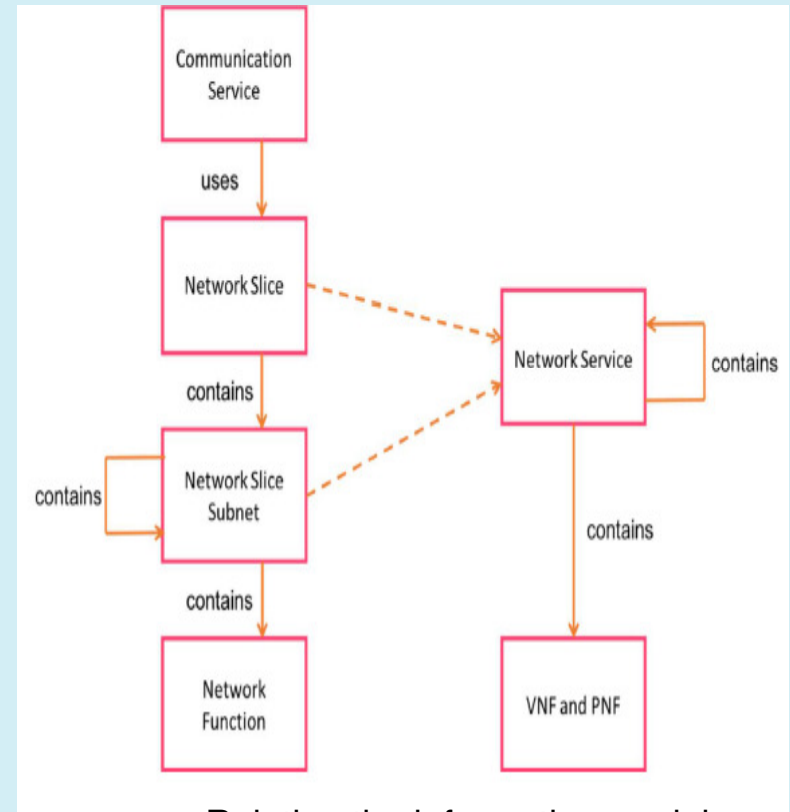 Communication
Service
uses
Network Slice
Network Service
contains
contains
Network Slice
Subnet
contains
contains
contains
Network
Function
VNF and PNF